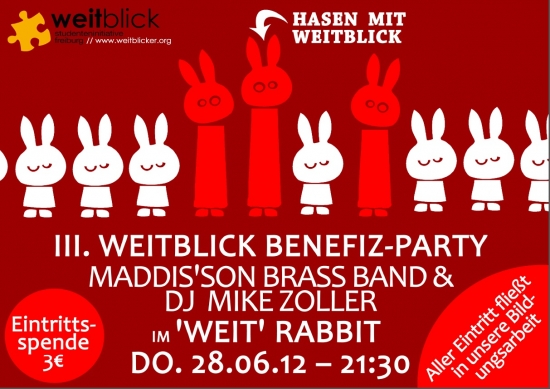 weitblick
studenteninitiative
freiburg // www.weitblicker.org
HASEN MIT
WEITBLICK
III. WEITBLICK BENEFIZ-PARTY
MADDIS'SON BRASS BAND &
DJ MIKE ZOLLER
IM 'WEIT' RABBIT
DO. 28.06.12 – 21:30
Eintritts-
spende
3€
Aller Eintritt fließt
in unsere Bild-
ungsarbeit